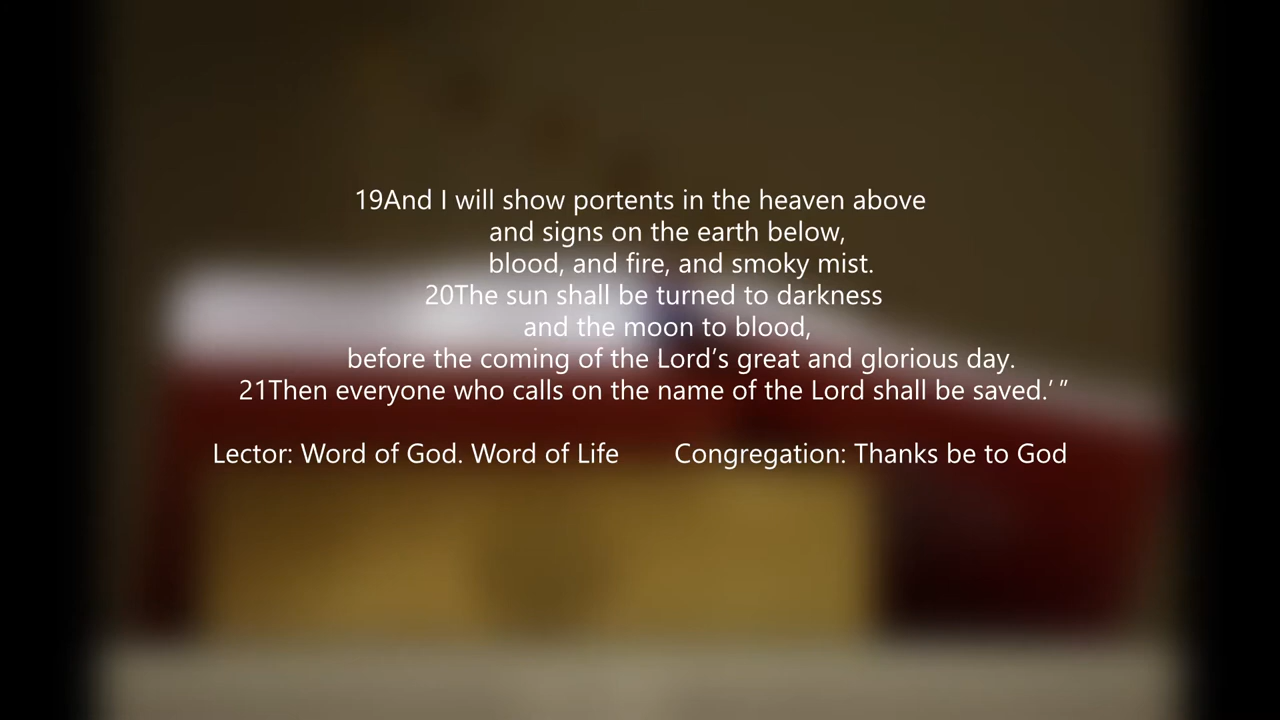 19And I will show portents in the heaven above
and signs on the earth below,
blood, and fire, and smoky mist.
20The sun shall be turned to darkness
and the moon to blood,
before the coming of the Lord’s great and glorious day.
21Then everyone who calls on the name of the Lord shall be saved.’ ”
Lector: Word of God. Word of Life Congregation: Thanks be to God